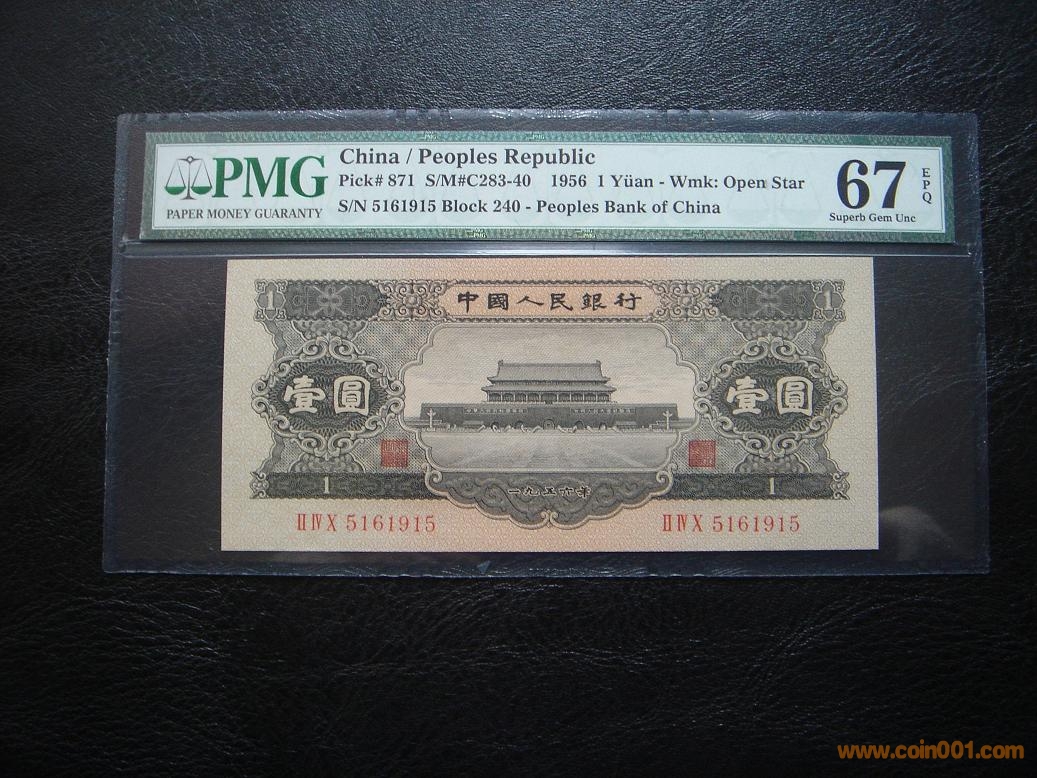 PMG
PAPER MONEY GUARANTY
China / Peoples Republic
Pick# 871 S/M#C283-40 1956 1 Yüan - Wmk: Open Star
S/N 5161915 Block 240 - Peoples Bank of China
67 EPQ
Superb Gem Unc
1 中國人民銀行 1
壹圓 壹圓
1 一九五六年 1
ⅡⅣX 5161915 ⅡⅣX 5161915
www.coin001.com